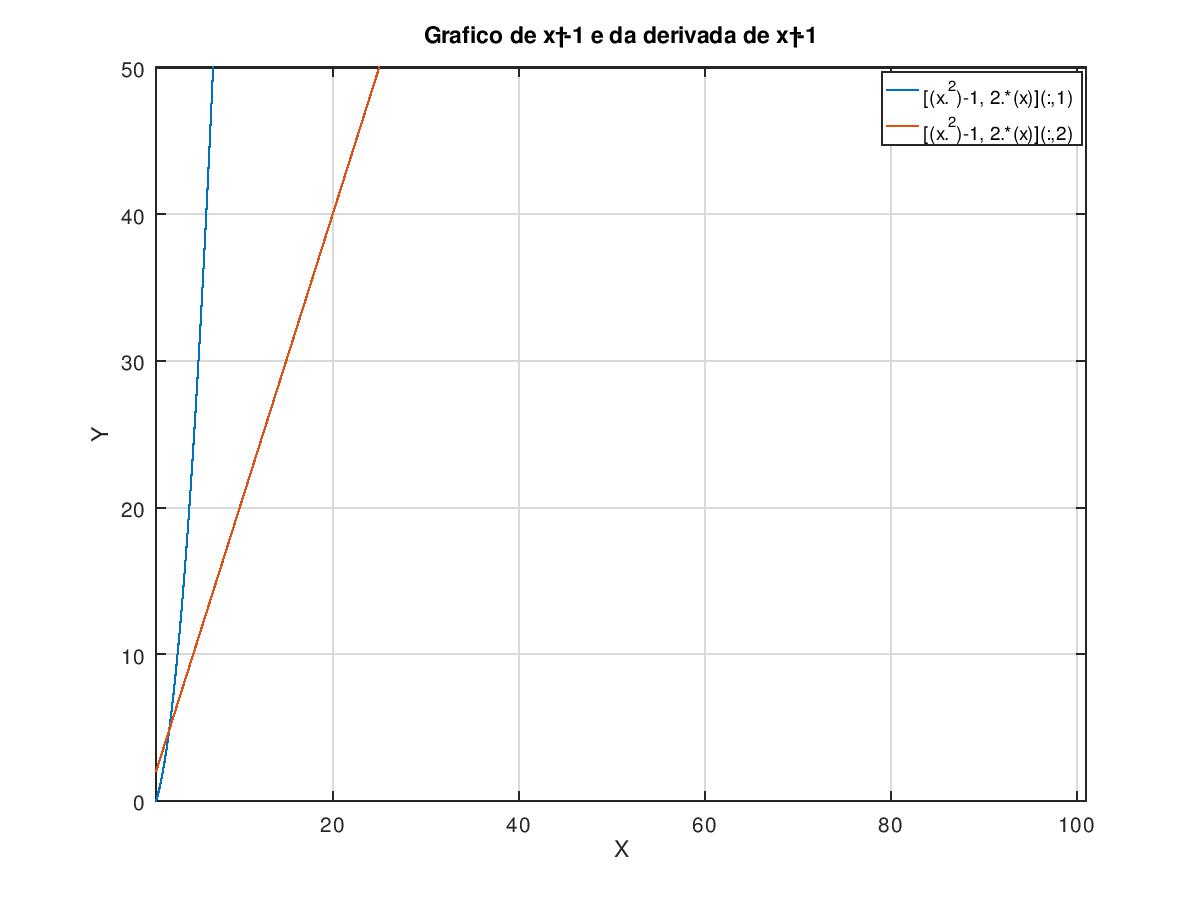 Grafico de x†-1 e da derivada de x†-1
50
[(x.2)-1, 2.*(x)](:,1)
[(x.2)-1, 2.*(x)](:,2)
40
30
Y
20
10
0
20 40 60 80 100
X